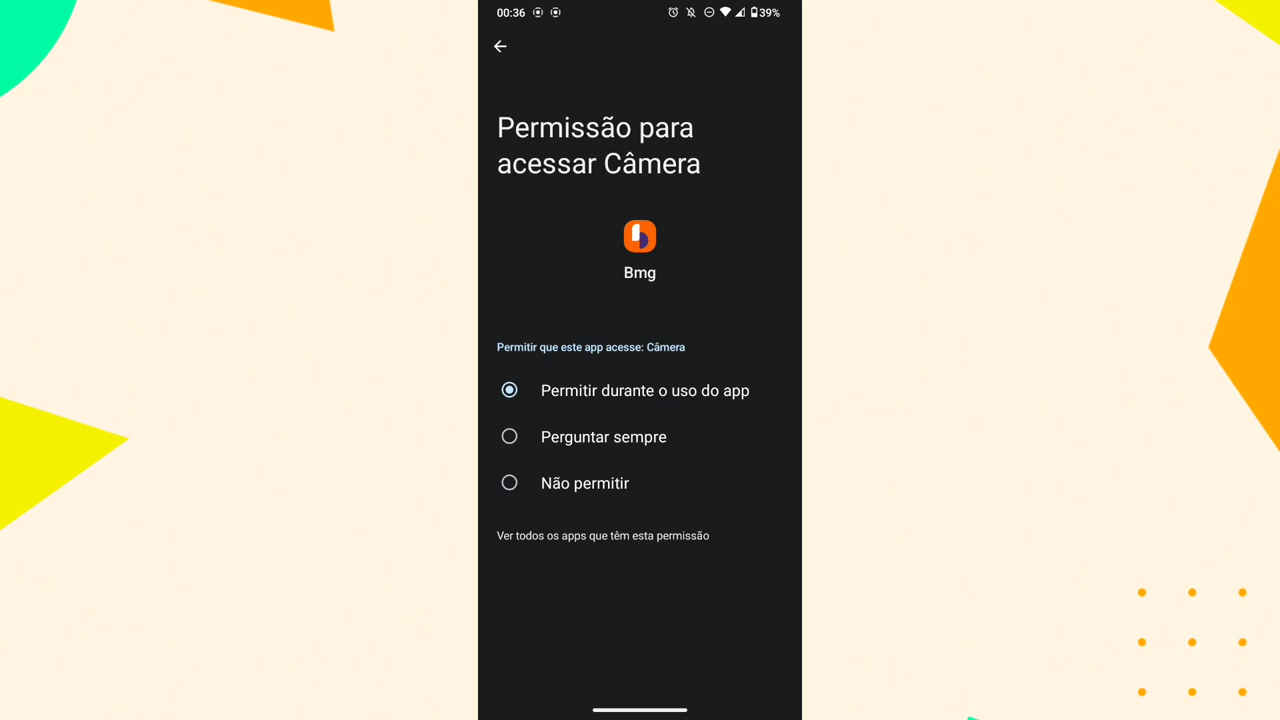 00:36 39%
Permissão para
acessar Câmera
Bmg
Permitir que este app acesse: Câmera
Permitir durante o uso do app
Perguntar sempre
Não permitir
Ver todos os apps que têm esta permissão